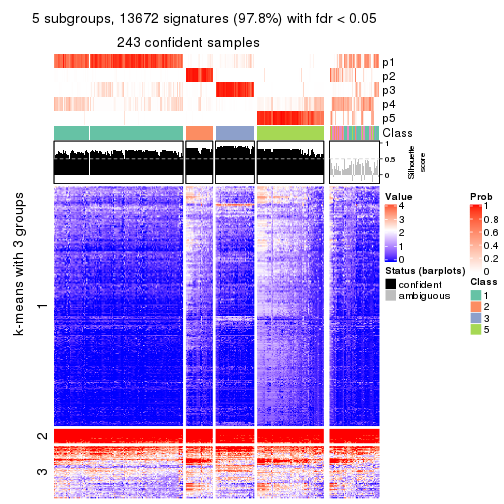 5 subgroups, 13672 signatures (97.8%) with fdr < 0.05
243 confident samples
p1
p2
p3
p4
p5
Class
1
0.5
0
Silhouette
score
k-means with 3 groups
1
2
3
Value
4
3
2
1
0
Status (barplots)
confident
ambiguous
Prob
1
0.8
0.6
0.4
0.2
0
Class
1
2
3
5